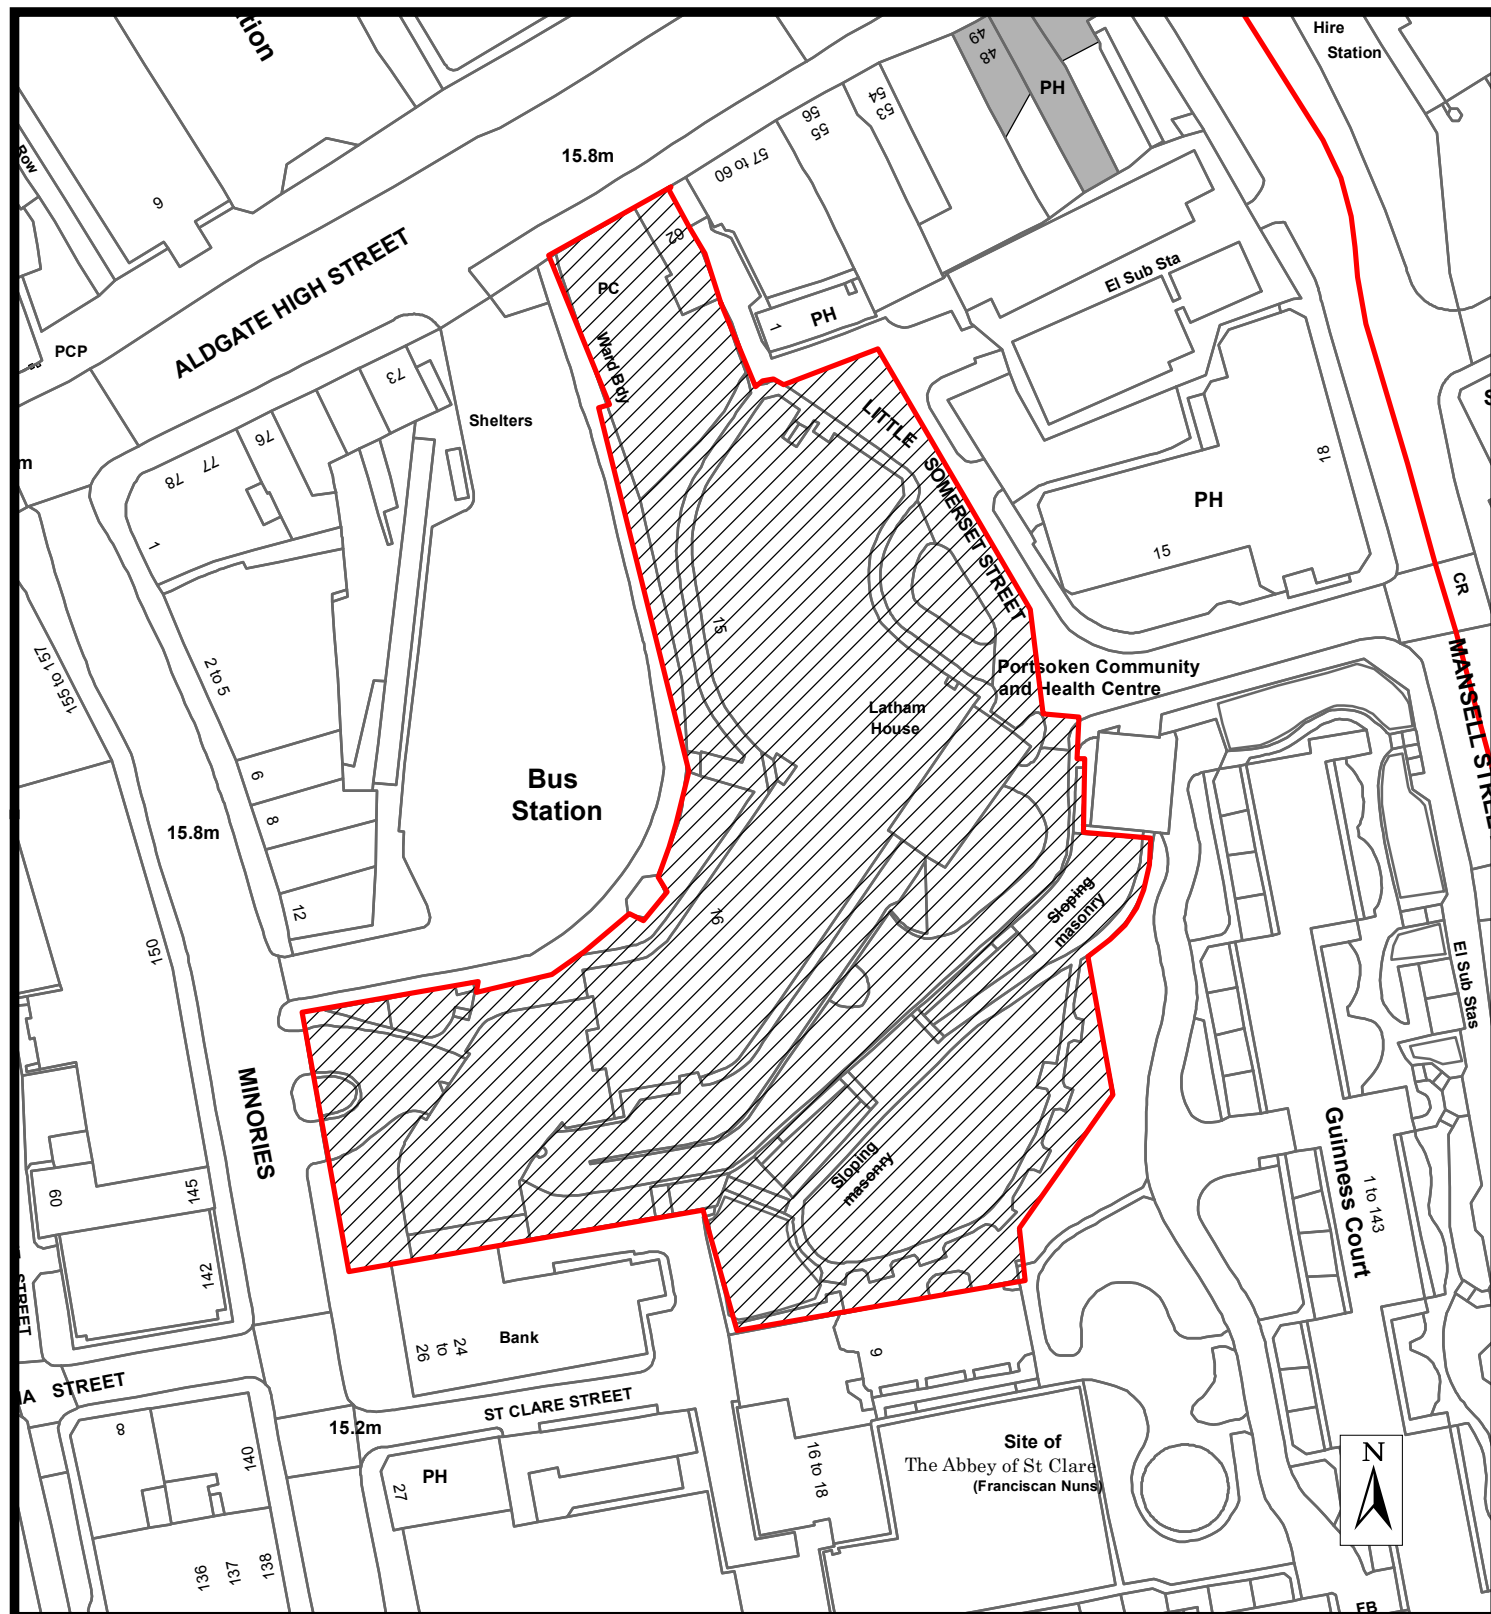 tion
Hire
Station
49
48
PH
54
53
56
55
57 to 60
15.8m
Row
6
62
PC
ALDGATE HIGH STREET
El Sub Sta
PH
1
Ward Bdy
PCP
73
Shelters
LITTLE SOMERSET STREET
76
77
78
m
18
PH
15
1
CR
15
155 to 157
2 to 5
Portsoken Community
and Health Centre
MANSELL STREE
Latham
House
Bus
Station
6
8
15.8m
12
16
Sloping
masonry
150
El Sub Stas
MINORIES
Sloping
masonry
Guinness Court
1 to 143
60
145
142
STREET
Bank
24
to
26
9
IA STREET
ST CLARE STREET
15.2m
8
140
PH
27
16 to 18
Site of
The Abbey of St Clare
(Franciscan Nuns)
N
136
137
138
FB